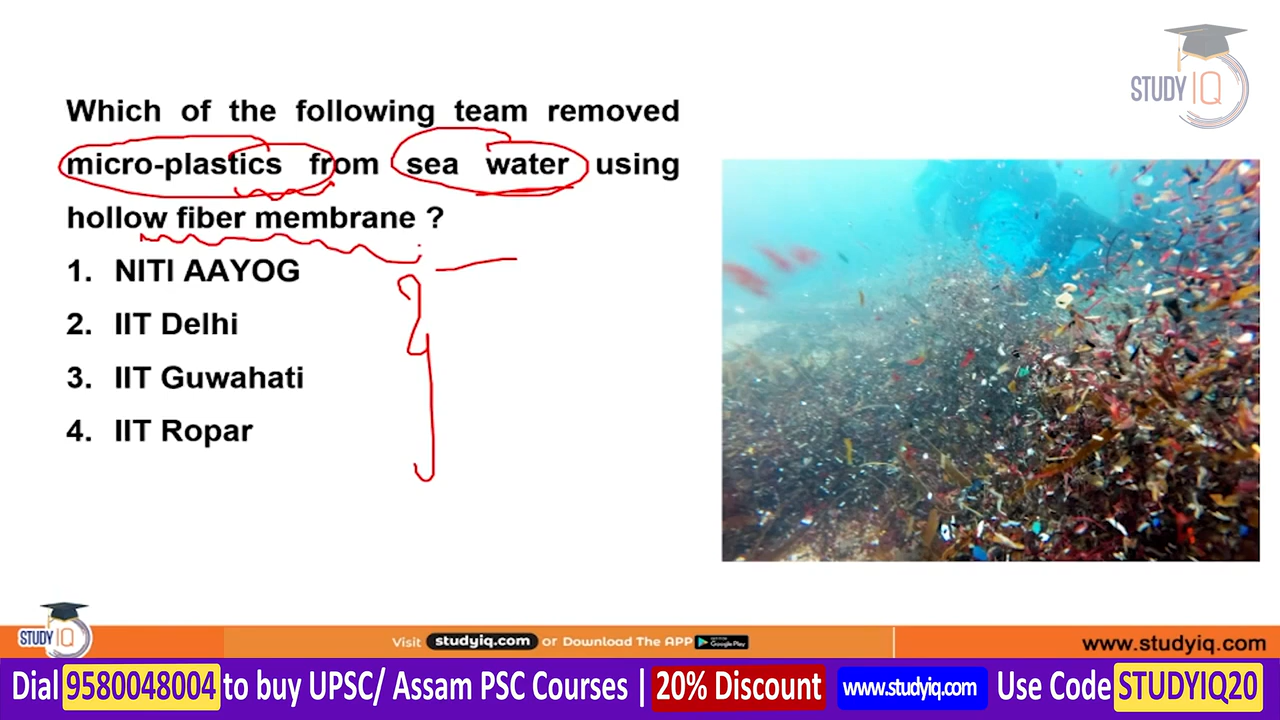 STUDY IQ
Which of the following team removed
micro-plastics from sea water using
hollow fiber membrane ?
1. NITI AAYOG
2. IIT Delhi
3. IIT Guwahati
4. IIT Ropar
STUDY IQ
Visit studyiq.com or Download The APP Google Play
www.studyiq.com
Dial 9580048004 to buy UPSC/ Assam PSC Courses | 20% Discount www.studyiq.com Use Code STUDYIQ20